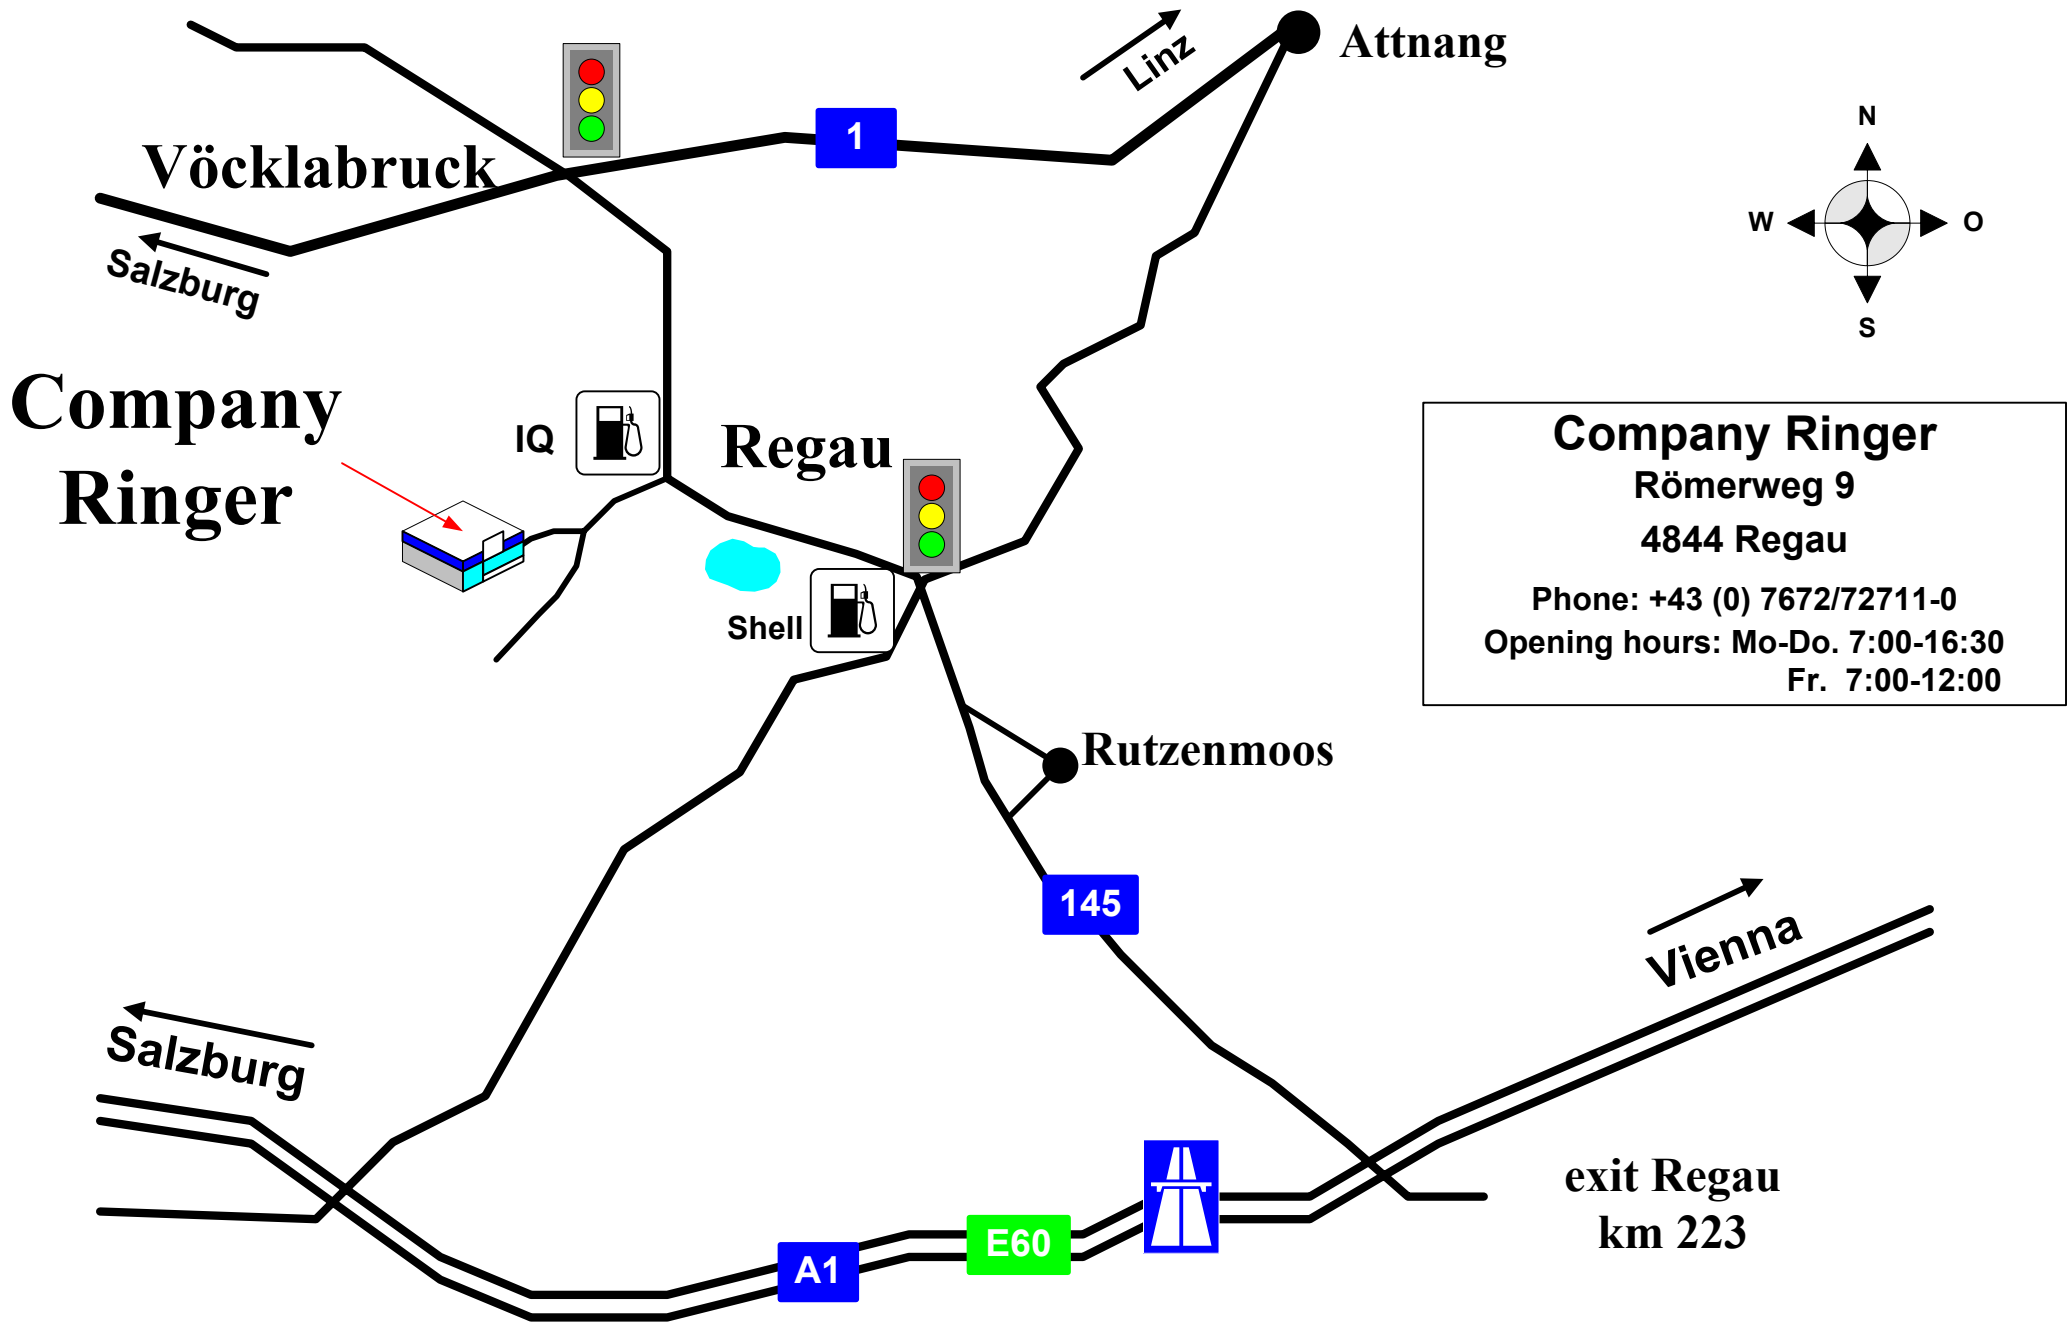 Attnang
Linz
1
N
W
O
S
Vöcklabruck
Salzburg
Company
Ringer
IQ
Regau
Shell
Company Ringer
Römerweg 9
4844 Regau
Phone: +43 (0) 7672/72711-0
Opening hours: Mo-Do. 7:00-16:30
Fr. 7:00-12:00
Rutzenmoos
145
Vienna
Salzburg
exit Regau
km 223
E60
A1